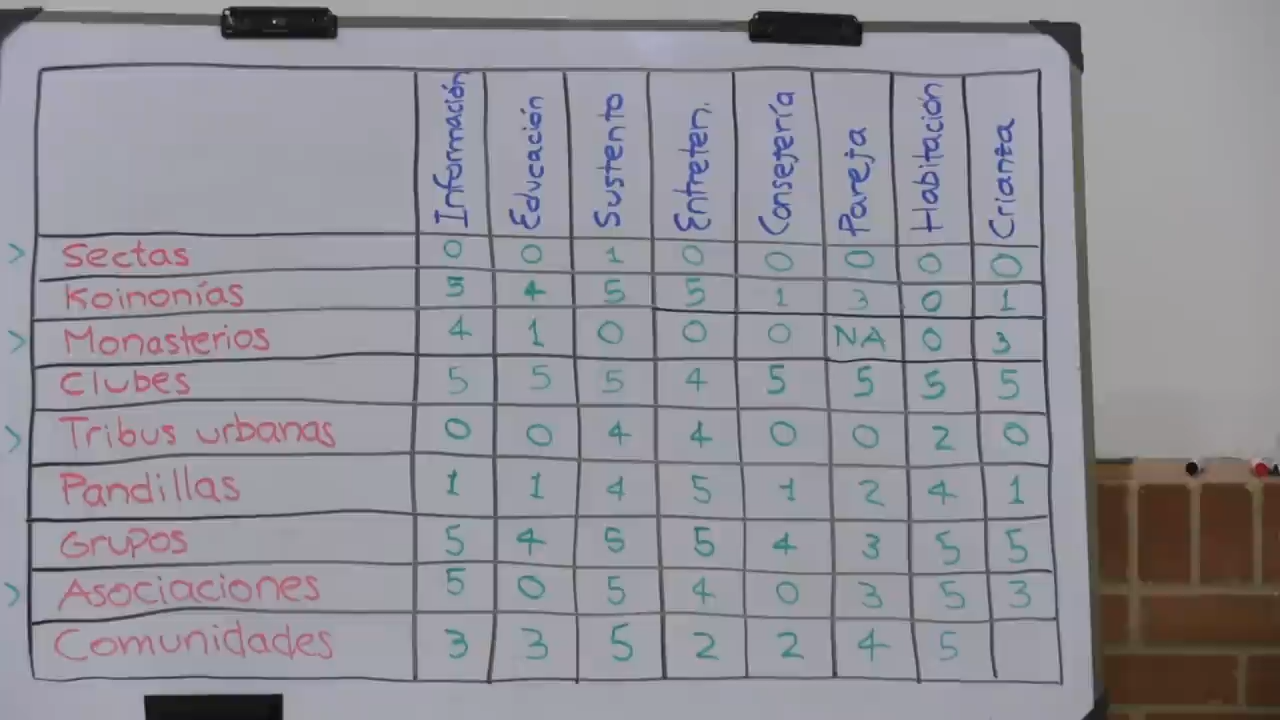 Información Educación Sustento Entreten. Consejería Pareja Habitación Crianza
> Sectas 0 0 1 0 0 0 0 0
Koinonías 5 4 5 5 1 3 0 1
> Monasterios 4 1 0 0 0 NA 0 3
Clubes 5 5 5 4 5 5 5 5
> Tribus urbanas 0 0 4 4 0 0 2 0
Pandillas 1 1 4 5 1 2 4 1
Grupos 5 4 5 5 4 3 5 5
> Asociaciones 5 0 5 4 0 3 5 3
Comunidades 3 3 5 2 2 4 5